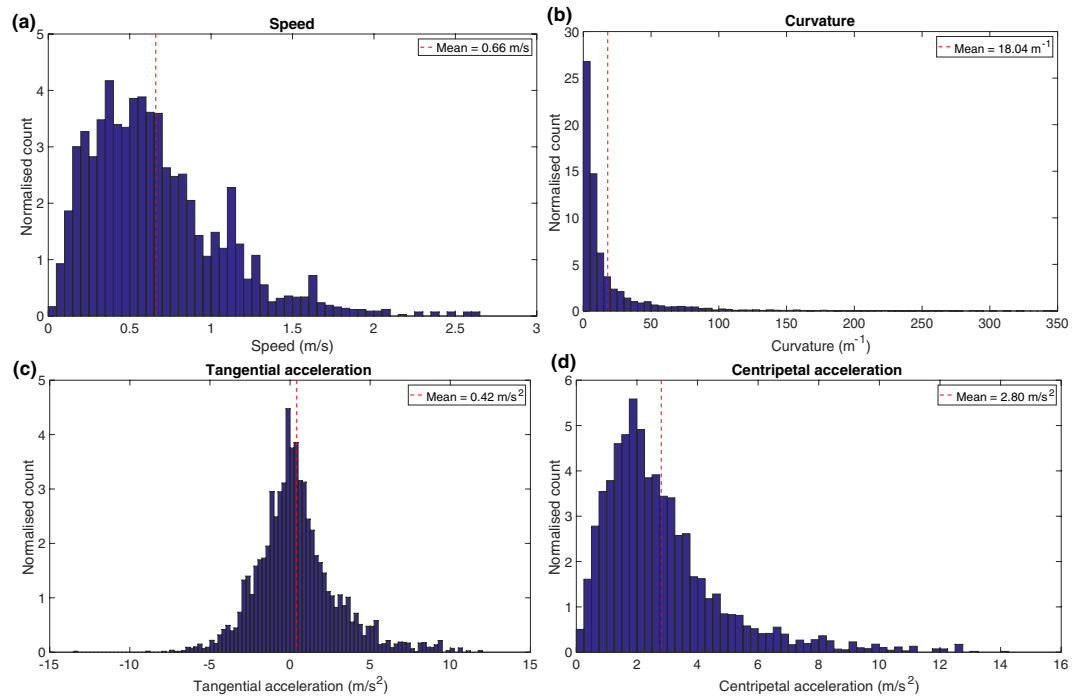 (a)
Speed
Mean = 0.66 m/s
Normalised count
5
4
3
2
1
0
0 0.5 1 1.5 2 2.5 3
Speed (m/s)
(b)
Curvature
Mean = 18.04 m⁻¹
Normalised count
30
25
20
15
10
5
0
0 50 100 150 200 250 300 350
Curvature (m⁻¹)
(c)
Tangential acceleration
Mean = 0.42 m/s²
Normalised count
5
4
3
2
1
0
-15 -10 -5 0 5 10 15
Tangential acceleration (m/s²)
(d)
Centripetal acceleration
Mean = 2.80 m/s²
Normalised count
6
5
4
3
2
1
0
0 2 4 6 8 10 12 14 16
Centripetal acceleration (m/s²)